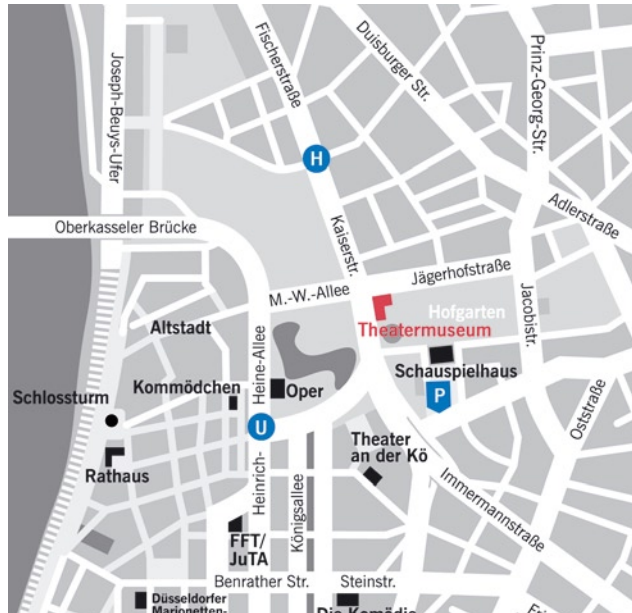 Joseph-Beuys-Ufer
Fischerstraße
Duisburger Str.
Prinz-Georg-Str.
H
Adlerstraße
Oberkasseler Brücke
Kaiserstr.
M.-W.-Allee
Jägerhofstraße
Hofgarten
Theatermuseum
Jacobistr.
Altstadt
Schauspielhaus
Kommödchen
Heinrich-Heine-Allee
Oper
P
Schlossturm
U
Theater
an der Kö
Oststraße
Rathaus
Königsallee
Immermannstraße
FFT/
JuTA
Benrather Str.
Steinstr.
Düsseldorfer
Marionetten-
Die Komödie